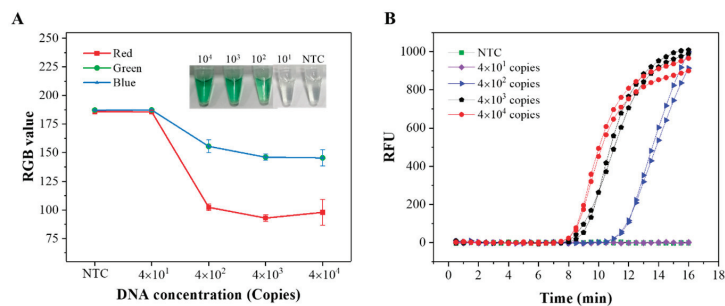 A
250
225
200
175
150
125
100
75
RGB value
Red
Green
Blue
10⁴ 10³ 10² 10¹ NTC
NTC 4×10¹ 4×10² 4×10³ 4×10⁴
DNA concentration (Copies)
B
1000
800
600
400
200
0
RFU
NTC
4×10¹ copies
4×10² copies
4×10³ copies
4×10⁴ copies
0 2 4 6 8 10 12 14 16 18
Time (min)